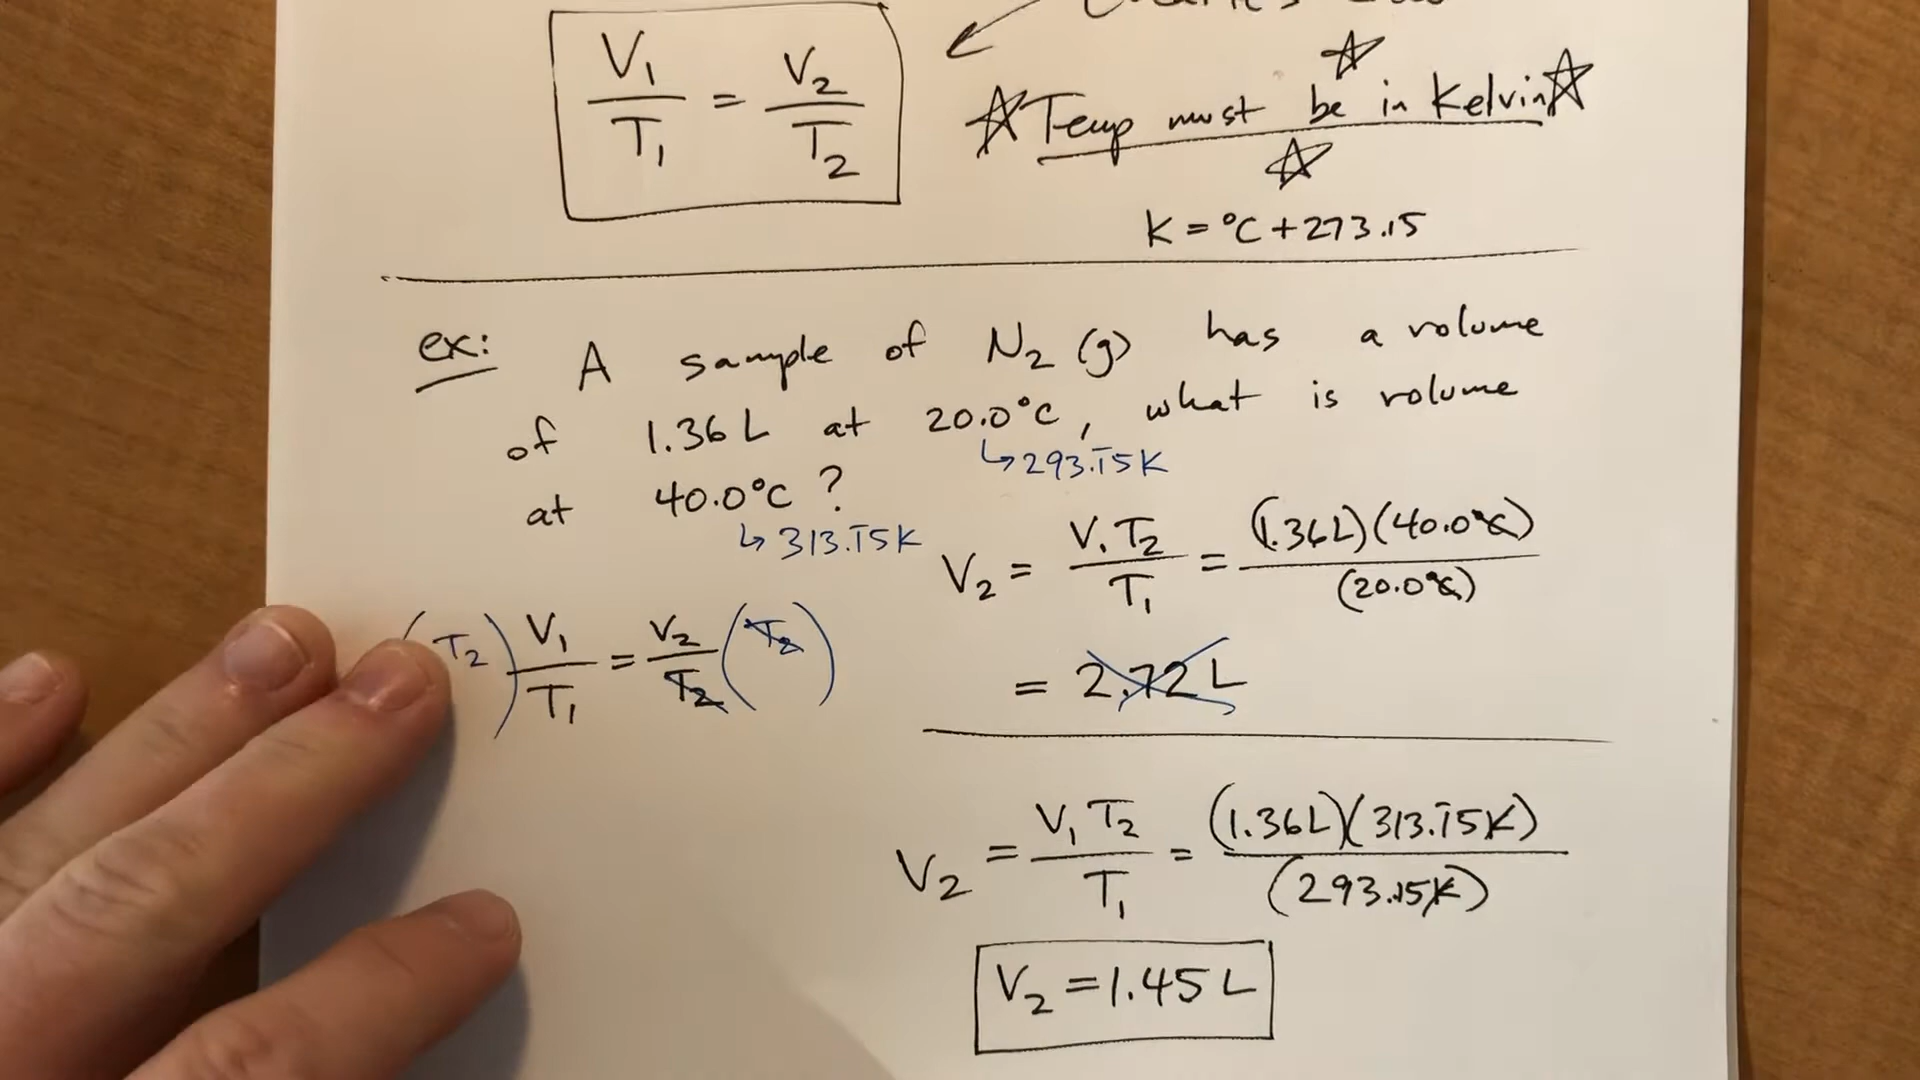 V₁/T₁ = V₂/T₂
☆Temp must be in Kelvin☆
K = °C + 273.15
ex: A sample of N₂ (g) has a volume
of 1.36 L at 20.0°C, what is volume
↳293.15K
at 40.0°C ?
↳313.15K
V₂ = V₁T₂/T₁ = (1.36L)(40.0°C)/(20.0°C)
(T₂) V₁/T₁ = V₂/T₂ (T₂)
= 2.72 L
V₂ = V₁T₂/T₁ = (1.36L)(313.15K)/(293.15K)
V₂ = 1.45 L